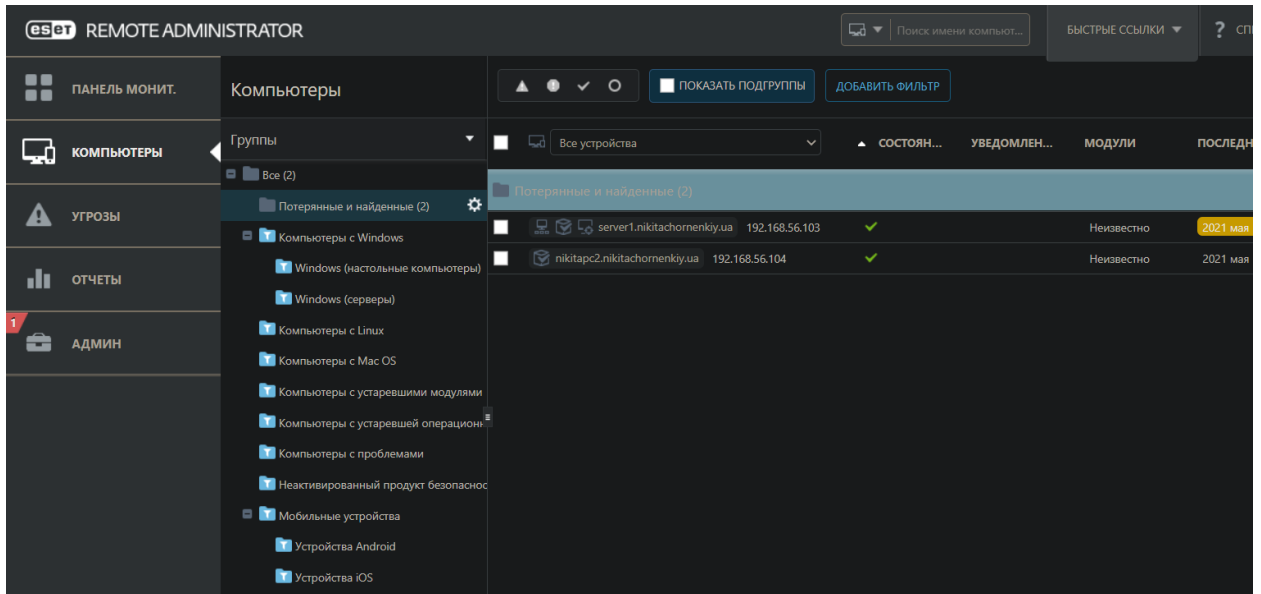 eset REMOTE ADMINISTRATOR
Поиск имени компьют...
БЫСТРЫЕ ССЫЛКИ
?
ПАНЕЛЬ МОНИТ.
КОМПЬЮТЕРЫ
УГРОЗЫ
ОТЧЕТЫ
1
АДМИН
Компьютеры
Группы
Все (2)
Потерянные и найденные (2)
Компьютеры с Windows
Windows (настольные компьютеры)
Windows (серверы)
Компьютеры с Linux
Компьютеры с Mac OS
Компьютеры с устаревшими модулями
Компьютеры с устаревшей
Компьютеры с проблемами
Неактивированный продукт
Мобильные устройства
Устройства Android
Устройства iOS
ПОКАЗАТЬ ПОДГРУППЫ
ДОБАВИТЬ ФИЛЬТР
Все устройства
СОСТОЯН...
УВЕДОМЛЕН...
МОДУЛИ
ПОСЛЕДН
Потерянные и найденные (2)
server1.nikitachornenkiy.ua 192.168.56.103 Неизвестно 2021 мая
nikitapc2.nikitachornenkiy.ua 192.168.56.104 Неизвестно 2021 мая